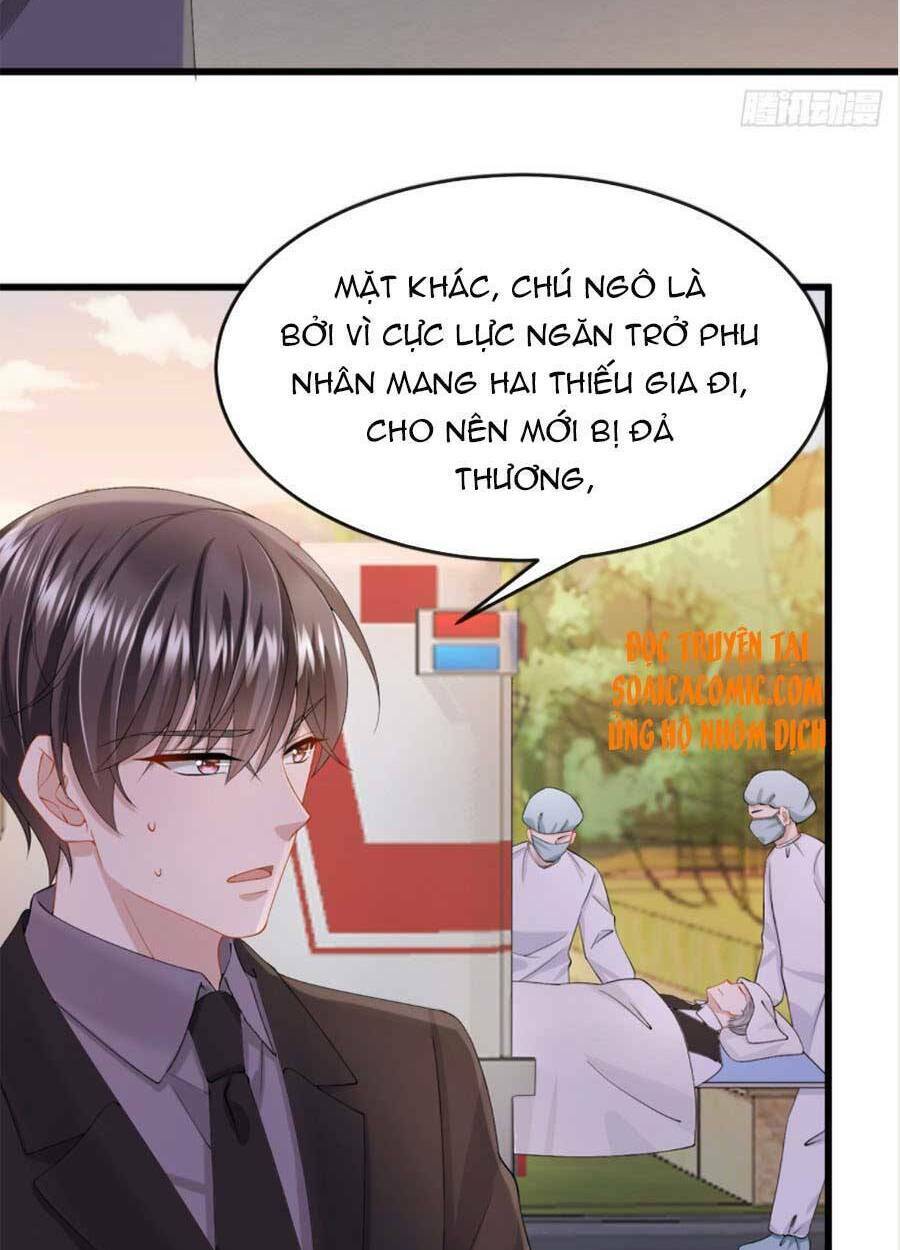 腾讯动漫
MẶT KHÁC, CHÚ NGÔ LÀ
BỞI VÌ CỰC LỰC NGĂN TRỞ PHU
NHÂN MANG HAI THIẾU GIA ĐI,
CHO NÊN MỚI BỊ ĐẢ
THƯƠNG,
ĐỌC TRUYỆN TẠI
SOAICACOMIC.COM
ỦNG HỘ NHÓM DỊCH